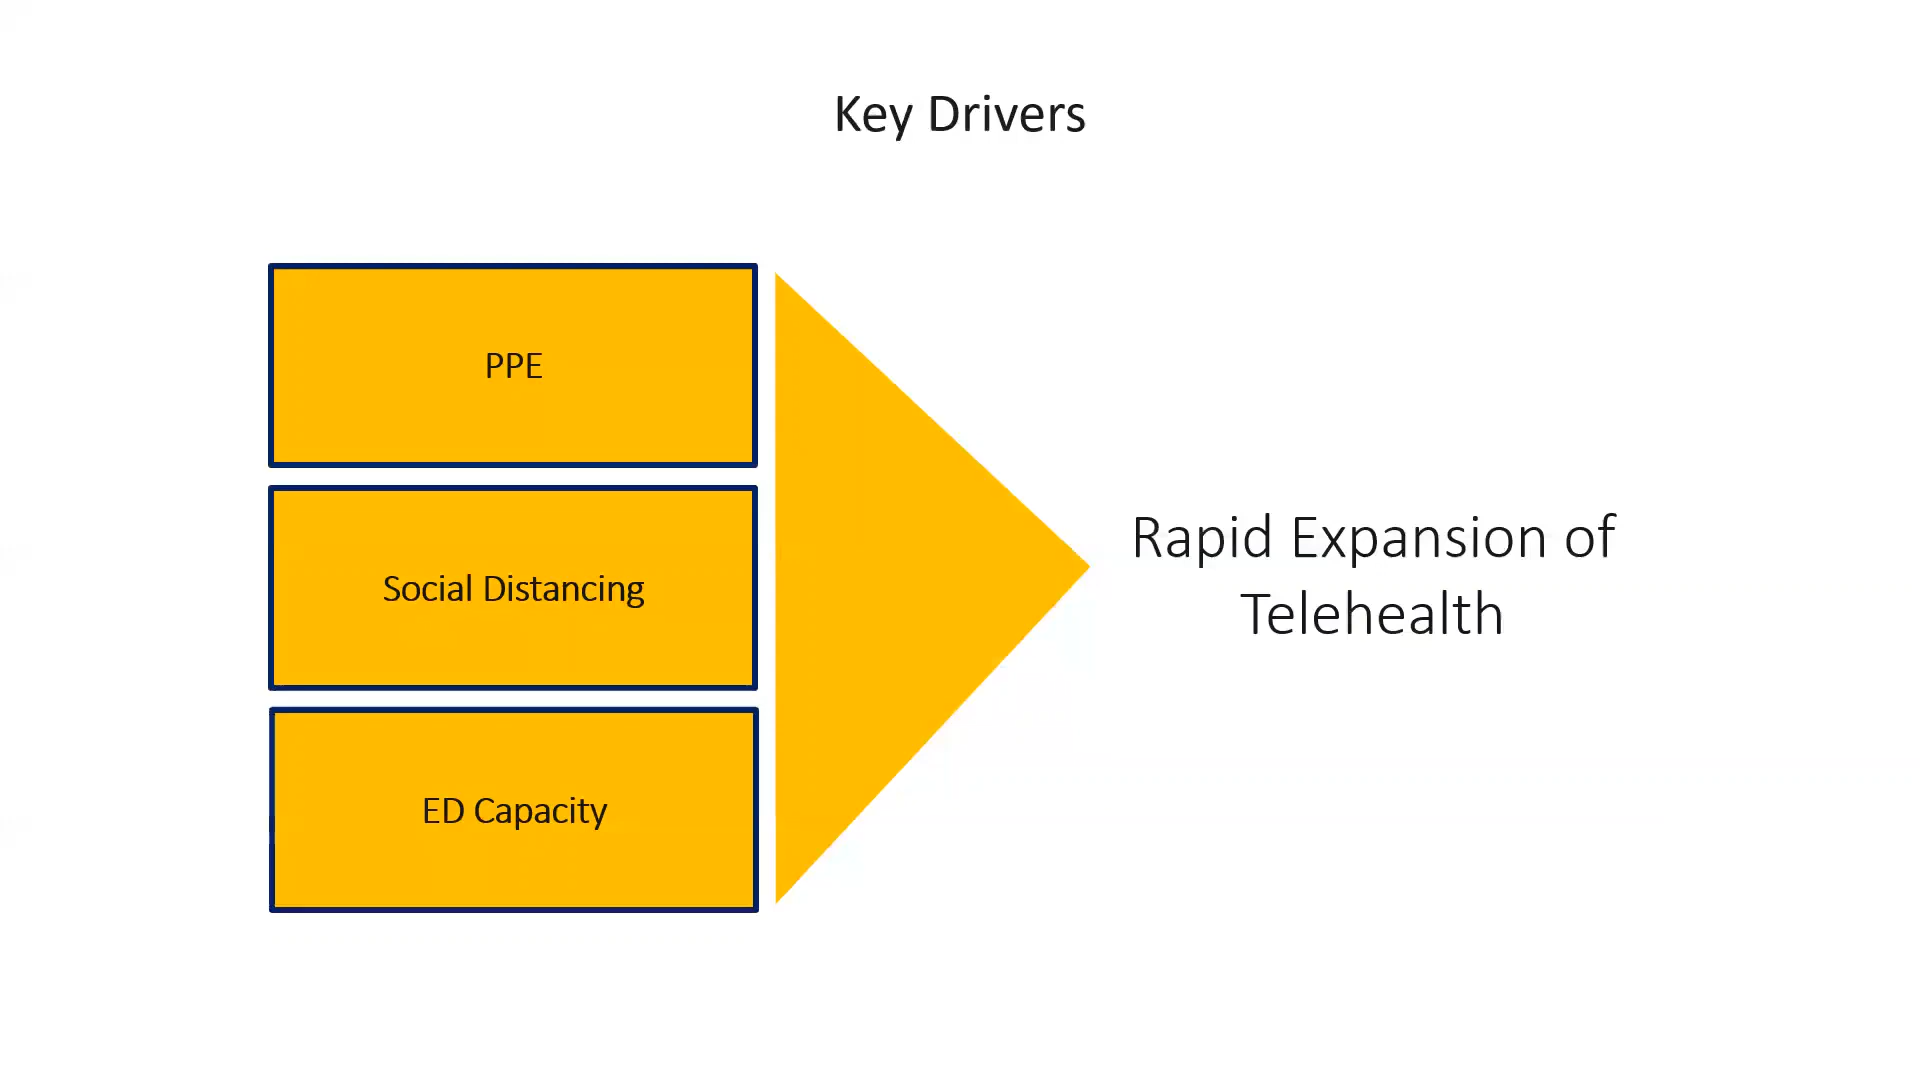 Key Drivers
PPE
Social Distancing
ED Capacity
Rapid Expansion of
Telehealth